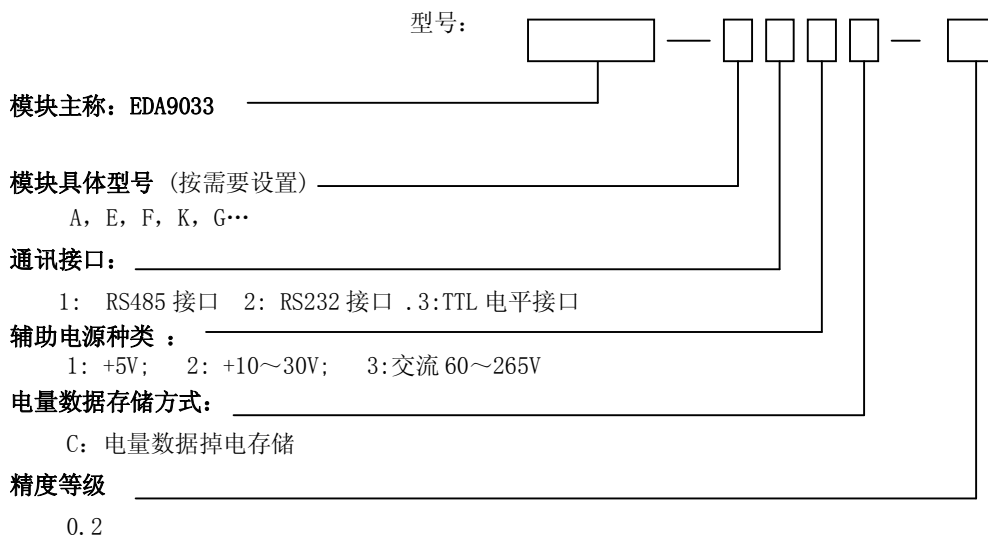 型号:
模块主称: EDA9033
模块具体型号 (按需要设置)
A, E, F, K, G…
通讯接口:
1: RS485 接口 2: RS232 接口 .3:TTL 电平接口
辅助电源种类 :
1: +5V; 2: +10～30V; 3:交流 60～265V
电量数据存储方式:
C: 电量数据掉电存储
精度等级
0.2